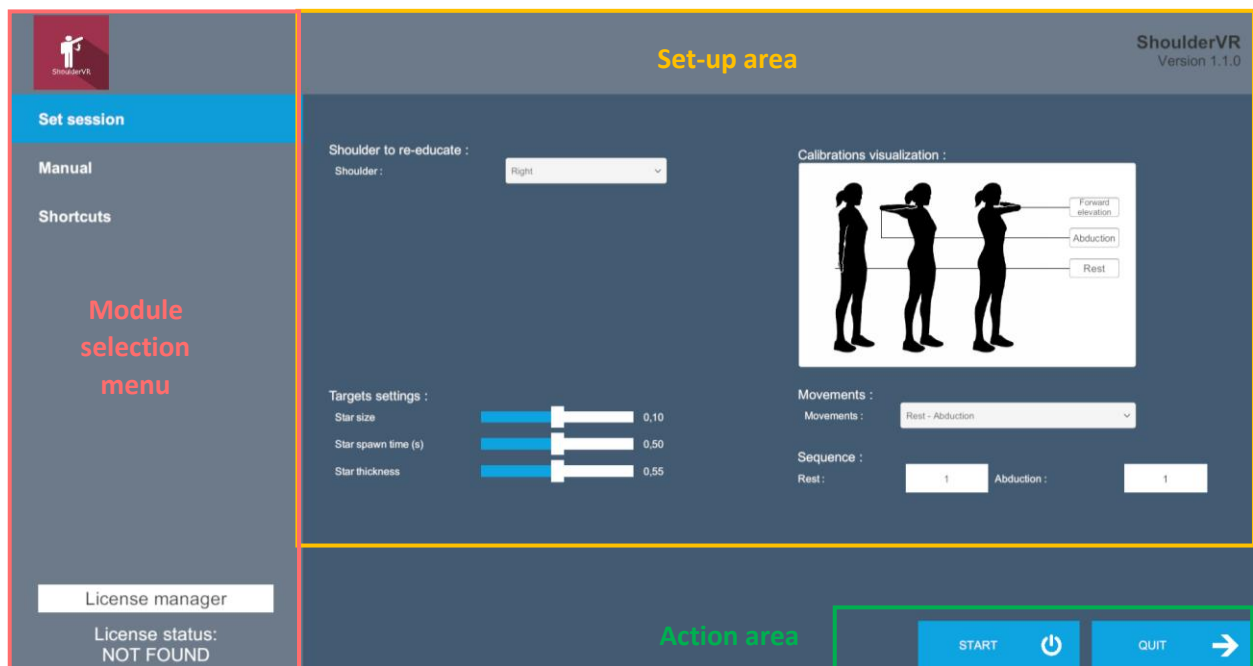 ShoulderVR
Set session
Manual
Shortcuts
Module
selection
menu
License manager
License status:
NOT FOUND
Set-up area
ShoulderVR
Version 1.1.0
Shoulder to re-educate :
Shoulder :
Right
Calibrations visualization :
Forward
elevation
Abduction
Rest
Targets settings :
Star size
0,10
Star spawn time (s)
0,50
Star thickness
0,55
Movements :
Movements :
Rest - Abduction
Sequence :
Rest :
1
Abduction :
1
Action area
START
QUIT